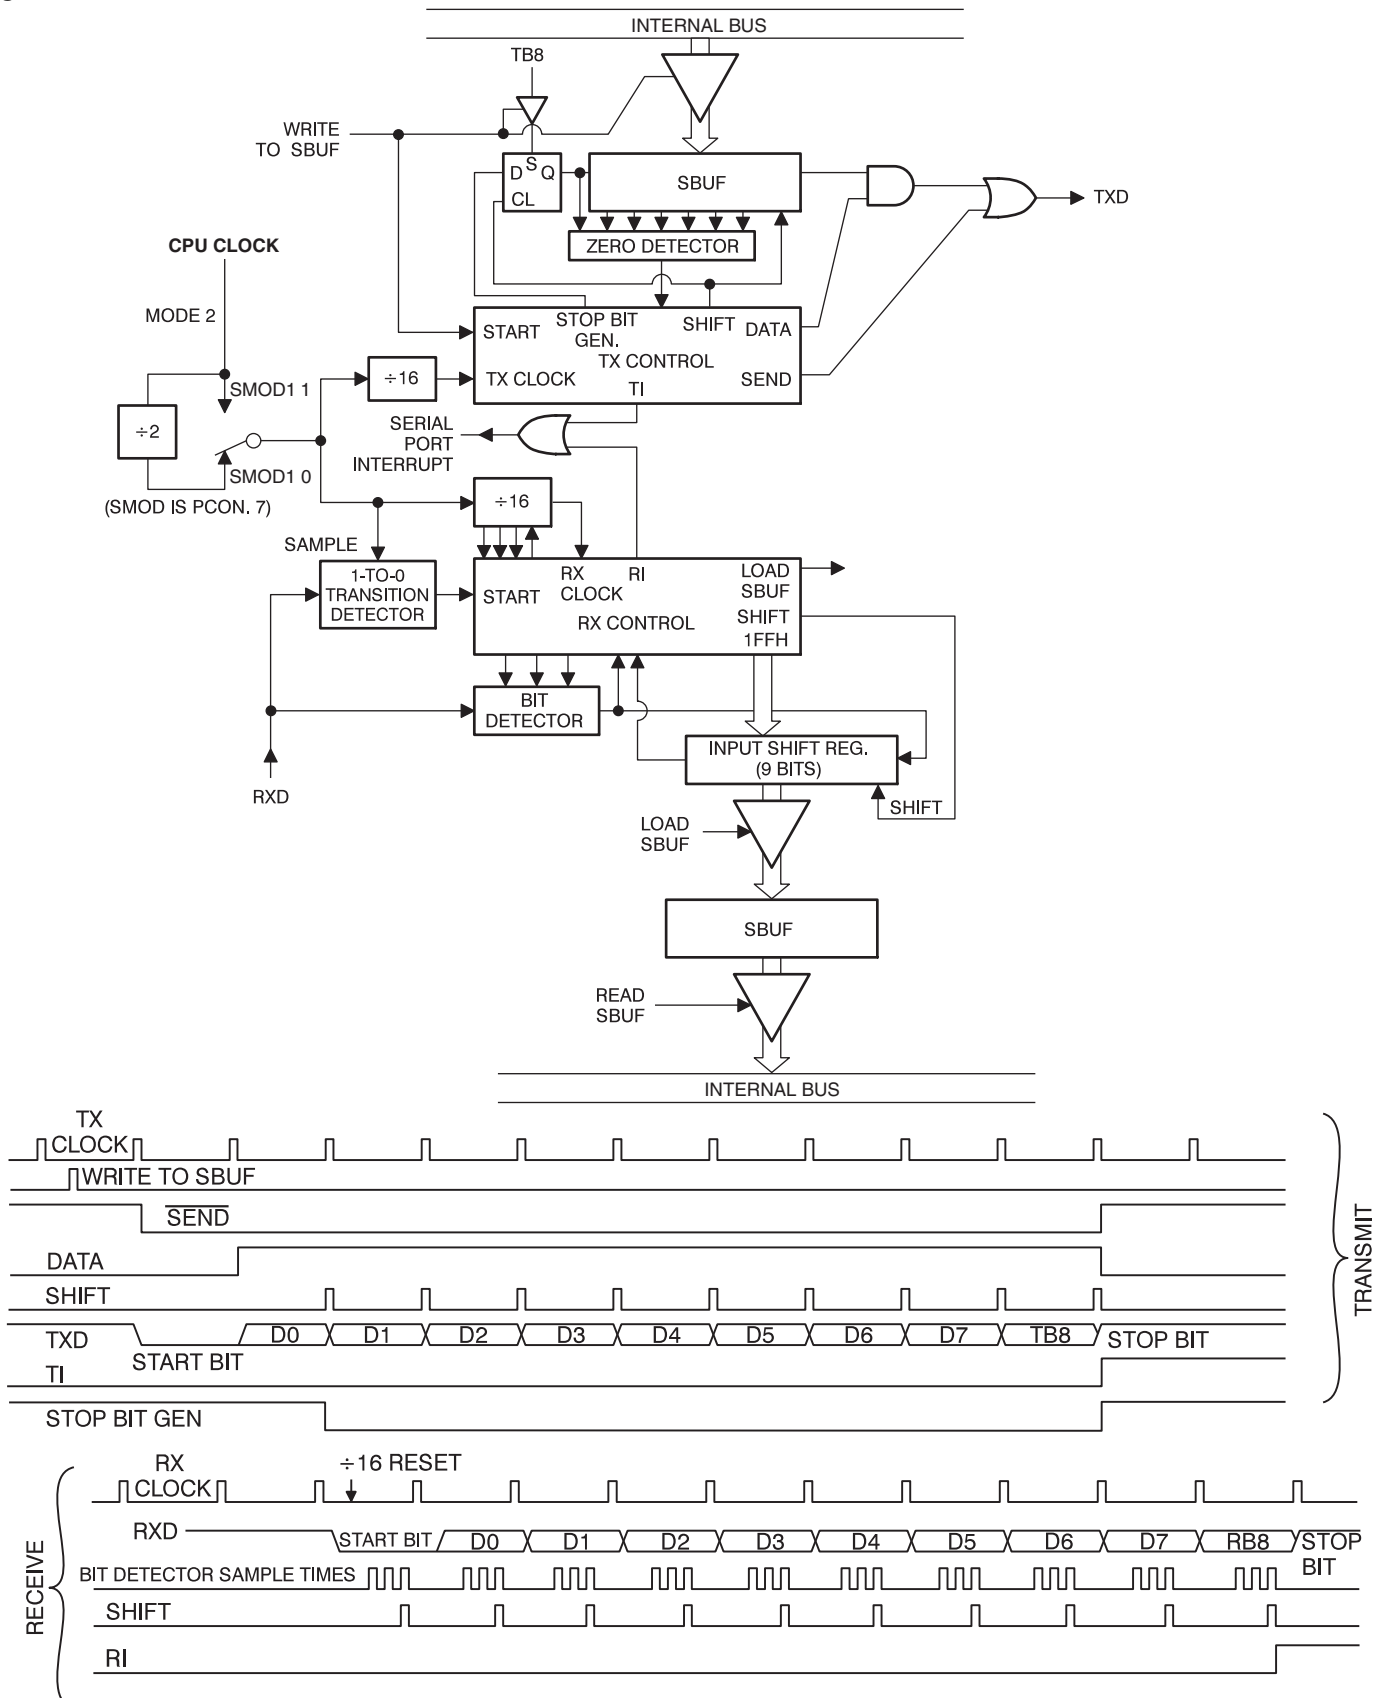 INTERNAL BUS
TB8
WRITE
TO SBUF
D S Q
CL
SBUF
TXD
ZERO DETECTOR
CPU CLOCK
MODE 2
START
STOP BIT
GEN.
SHIFT
DATA
TX CONTROL
TX CLOCK
TI
SEND
÷16
SMOD1 1
÷2
SMOD1 0
(SMOD IS PCON. 7)
SERIAL
PORT
INTERRUPT
÷16
SAMPLE
1-TO-0
TRANSITION
DETECTOR
START
RX
CLOCK
RI
LOAD
SBUF
SHIFT
RX CONTROL
1FFH
BIT
DETECTOR
INPUT SHIFT REG.
(9 BITS)
RXD
SHIFT
LOAD
SBUF
SBUF
READ
SBUF
INTERNAL BUS
TX
CLOCK
WRITE TO SBUF
SEND
DATA
SHIFT
TXD
START BIT
D0 D1 D2 D3 D4 D5 D6 D7 TB8
STOP BIT
TI
STOP BIT GEN
TRANSMIT
RX
CLOCK
÷16 RESET
RXD
START BIT D0 D1 D2 D3 D4 D5 D6 D7 RB8 STOP
BIT
BIT DETECTOR SAMPLE TIMES
SHIFT
RI
RECEIVE